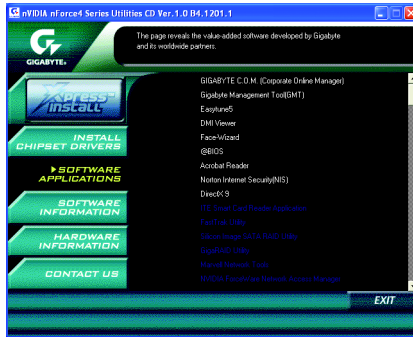 nVIDIA nForce4 Series Utilities CD Ver.1.0 B4.1201.1
The page reveals the value-added software developed by Gigabyte
and its worldwide partners.
GIGABYTE
Xpress-
Install
INSTALL
CHIPSET DRIVERS
SOFTWARE
APPLICATIONS
SOFTWARE
INFORMATION
HARDWARE
INFORMATION
CONTACT US
GIGABYTE C.O.M. (Corporate Online Manager)
Gigabyte Management Tool(GMT)
Easytune5
DMI Viewer
Face-Wizard
@BIOS
Acrobat Reader
Norton Internet Security(NIS)
DirectX 9
EXIT